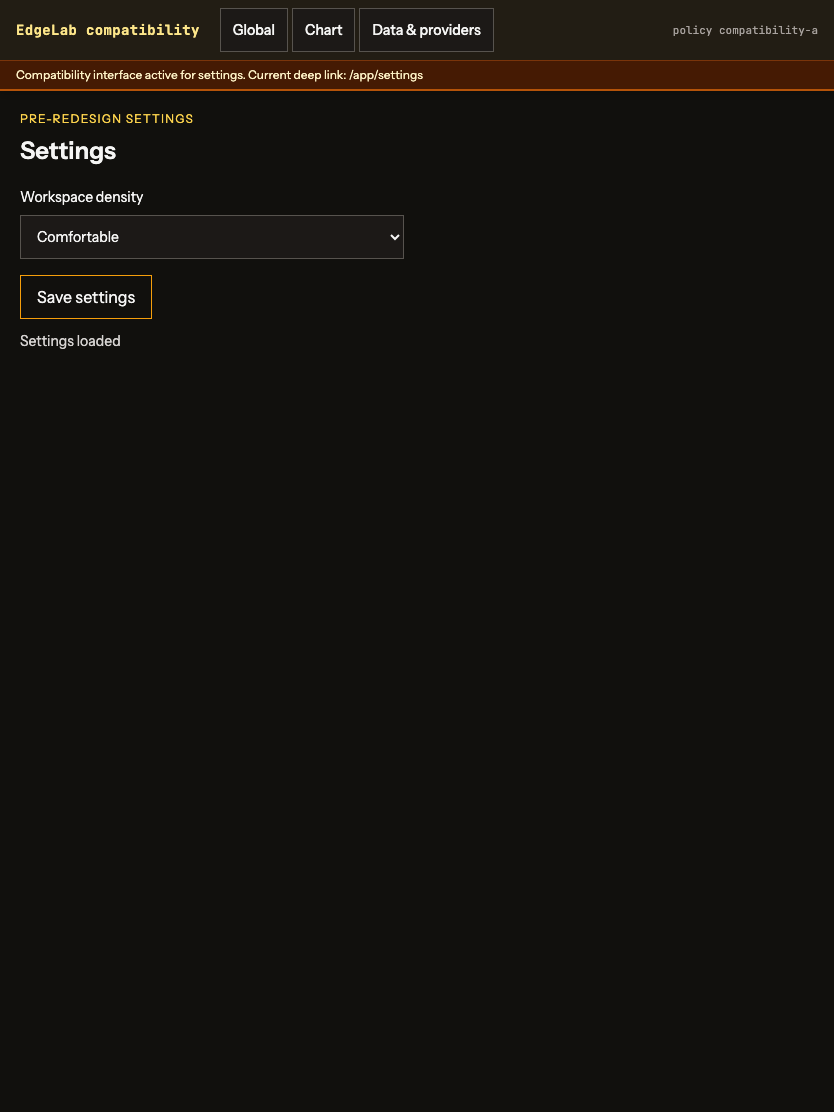 EdgeLab compatibility Global Chart Data & providers policy compatibility-a
Compatibility interface active for settings. Current deep link: /app/settings
PRE-REDESIGN SETTINGS
Settings
Workspace density
Comfortable
Save settings
Settings loaded